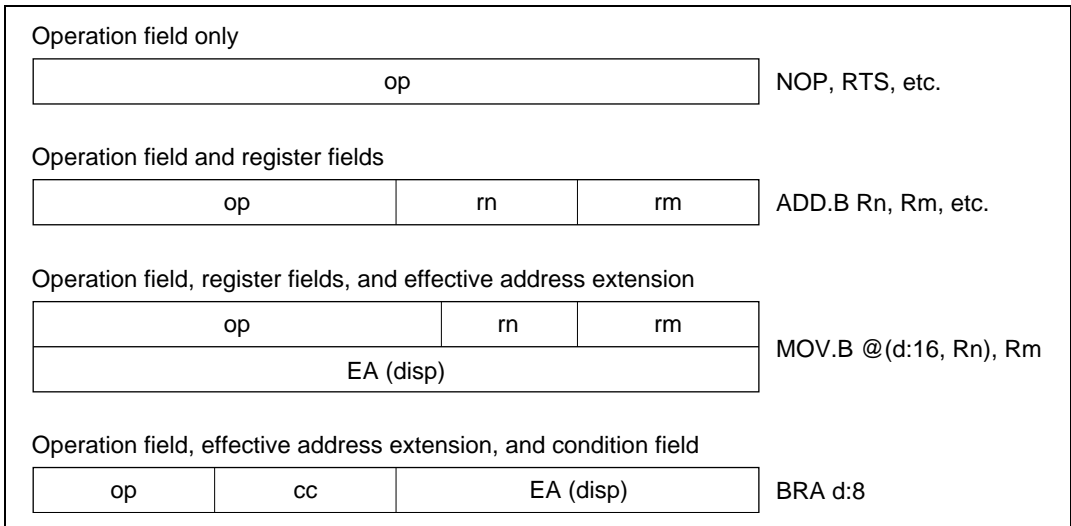 Operation field only
op
NOP, RTS, etc.
Operation field and register fields
op rn rm
ADD.B Rn, Rm, etc.
Operation field, register fields, and effective address extension
op rn rm
EA (disp)
MOV.B @(d:16, Rn), Rm
Operation field, effective address extension, and condition field
op cc EA (disp)
BRA d:8